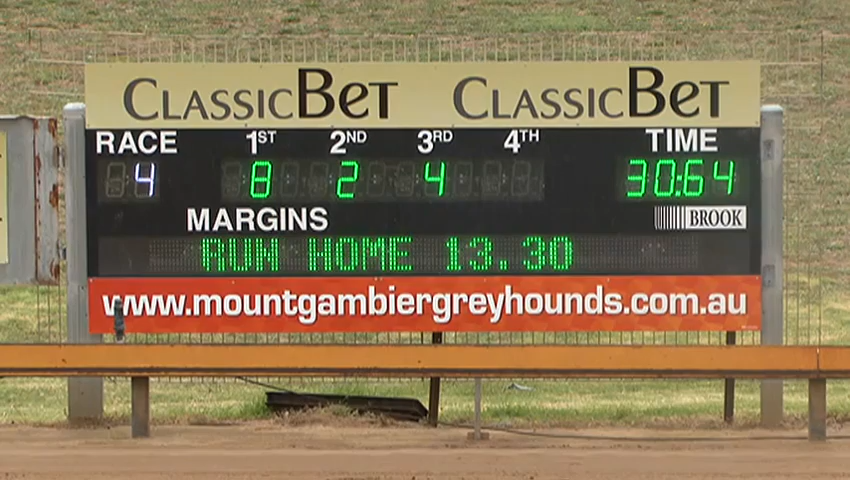 CLASSICBET CLASSICBET
RACE 1ST 2ND 3RD 4TH TIME
4 8 2 4 30:64
MARGINS BROOK
RUN HOME 13.30
www.mountgambiergreyhounds.com.au